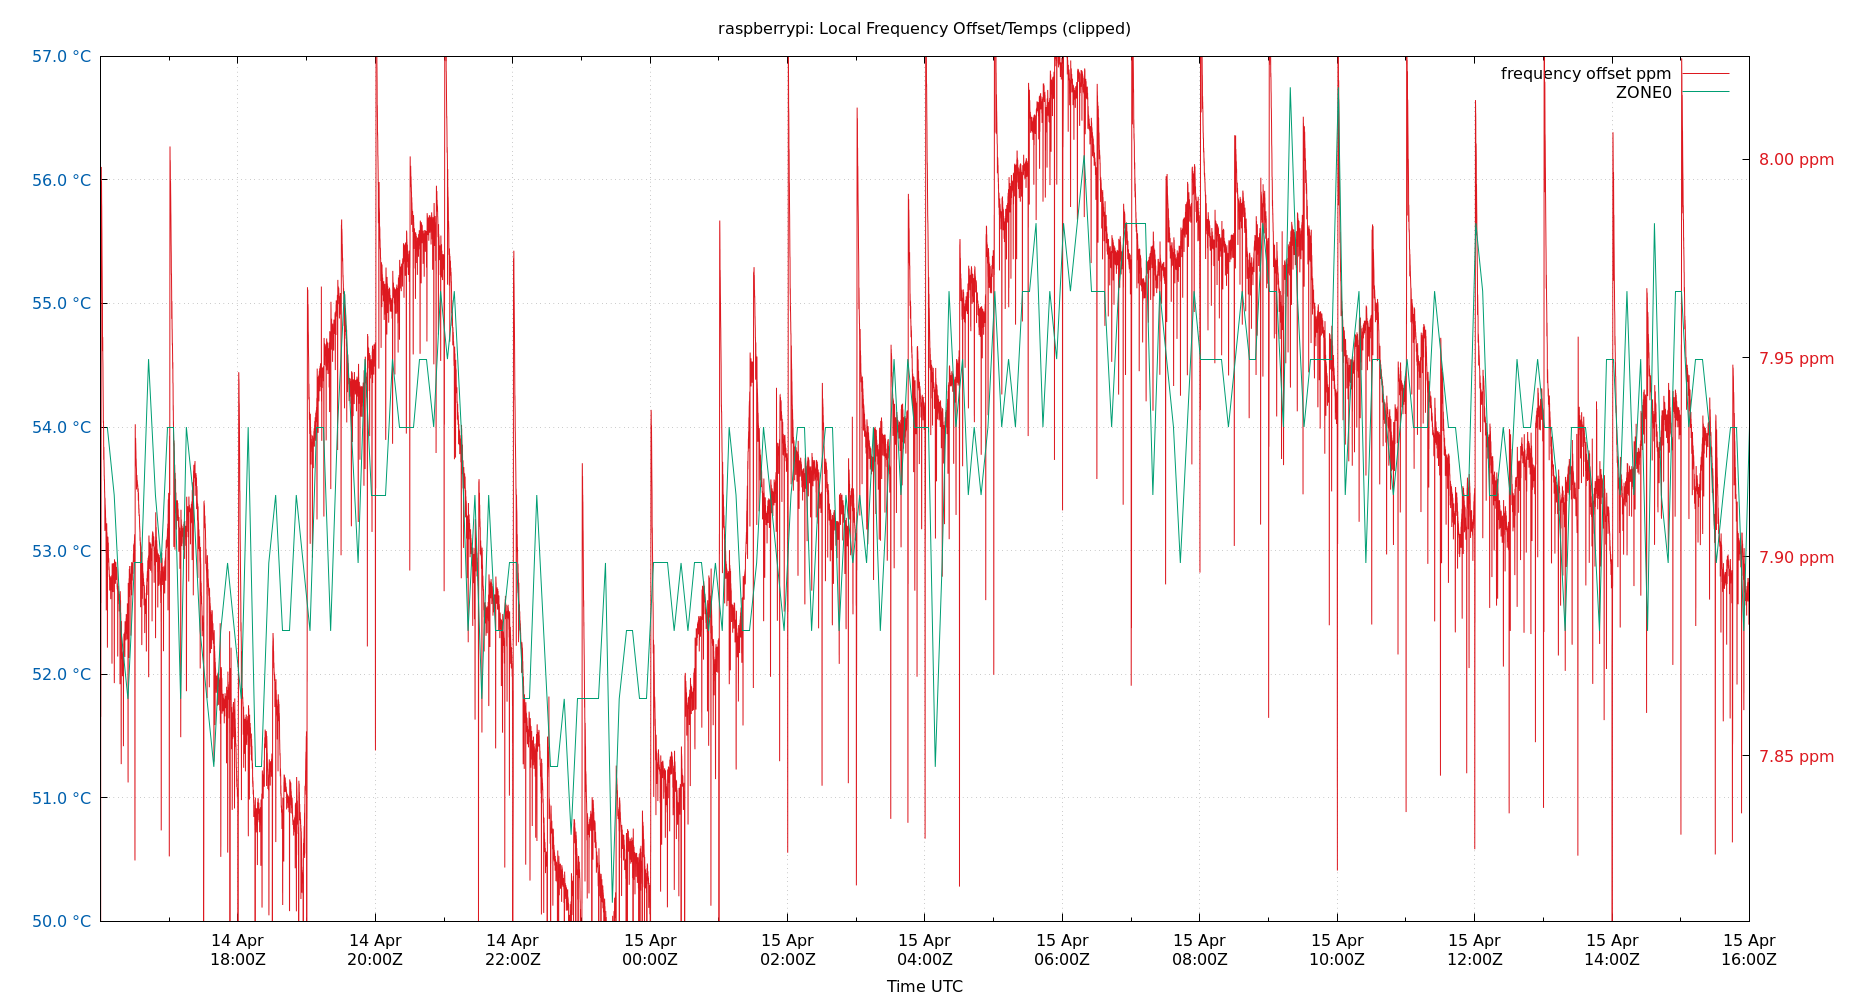 raspberrypi: Local Frequency Offset/Temps (clipped)
57.0 °C
56.0 °C
55.0 °C
54.0 °C
53.0 °C
52.0 °C
51.0 °C
50.0 °C
frequency offset ppm
ZONE0
8.00 ppm
7.95 ppm
7.90 ppm
7.85 ppm
14 Apr 14 Apr 14 Apr 15 Apr 15 Apr 15 Apr 15 Apr 15 Apr 15 Apr 15 Apr 15 Apr 15 Apr
18:00Z 20:00Z 22:00Z 00:00Z 02:00Z 04:00Z 06:00Z 08:00Z 10:00Z 12:00Z 14:00Z 16:00Z
Time UTC